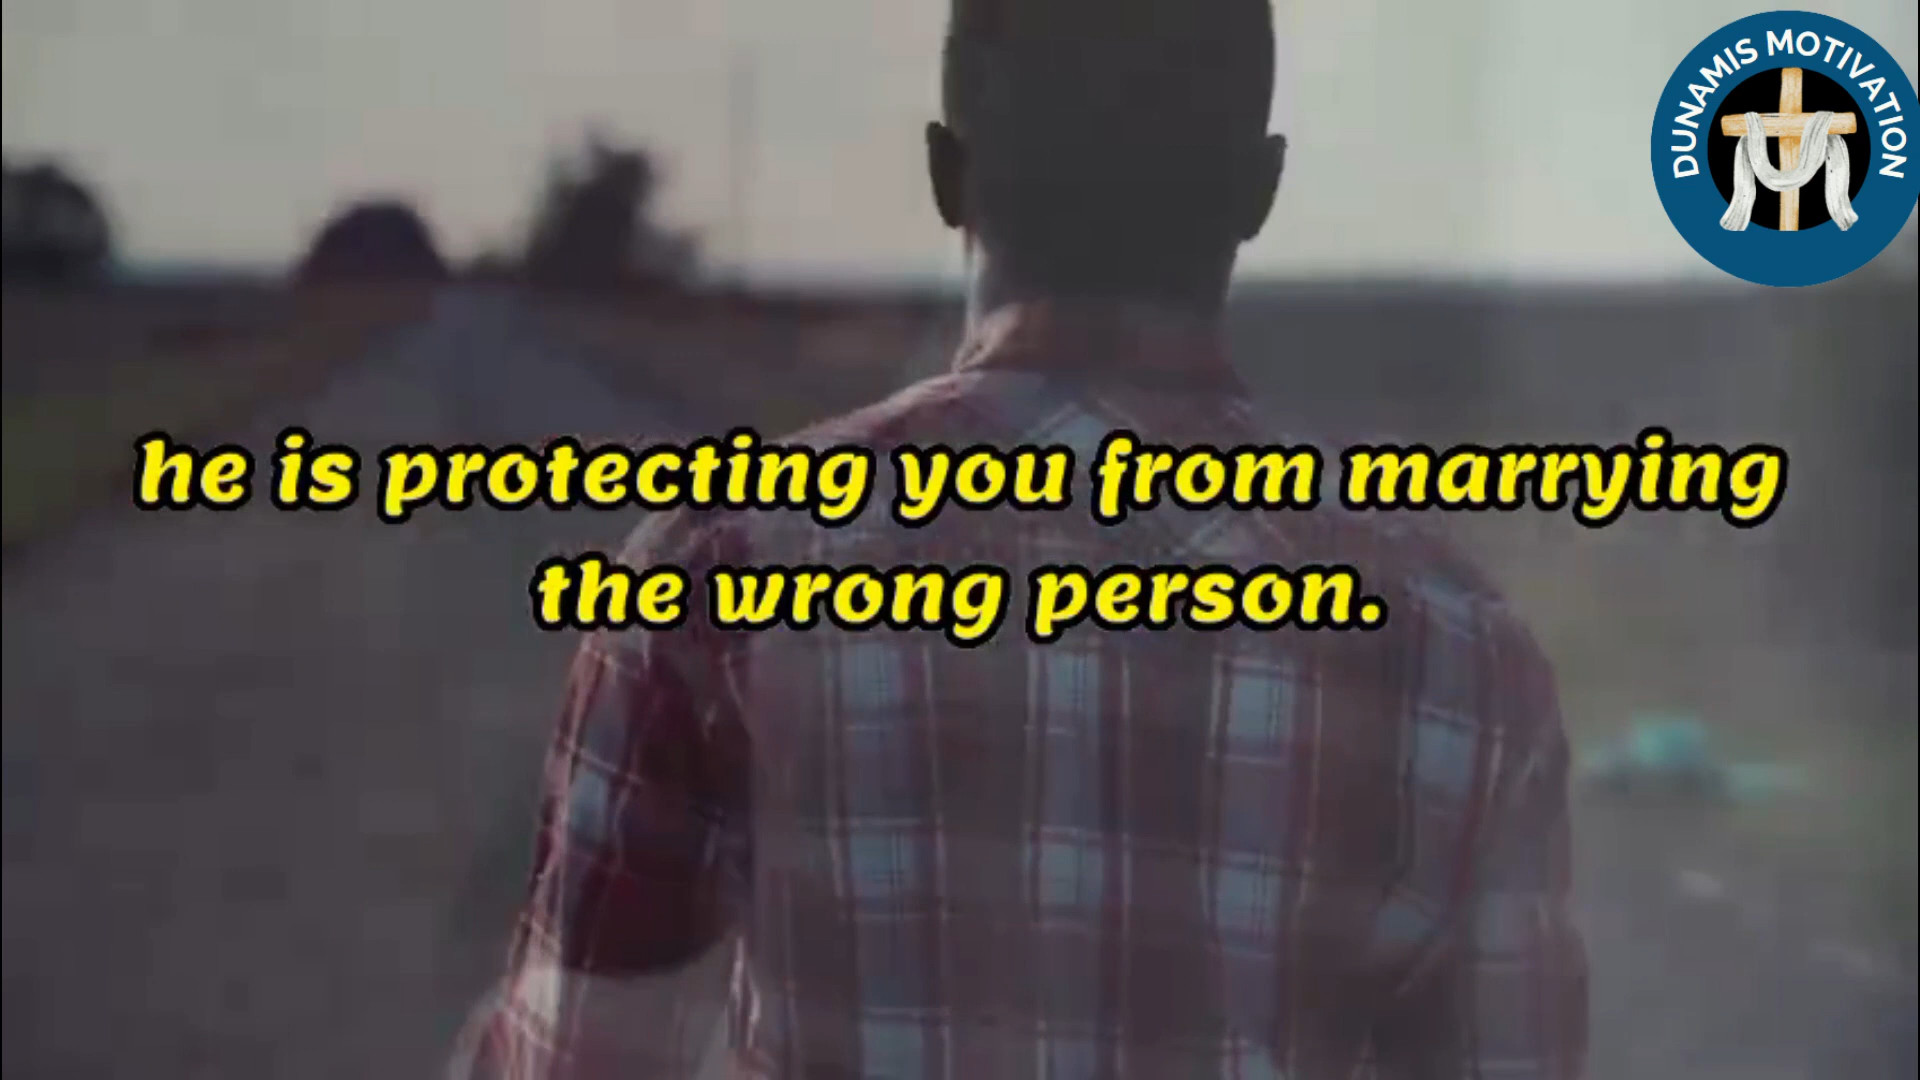 DUNAMIS MOTIVATION
he is protecting you from marrying
the wrong person.